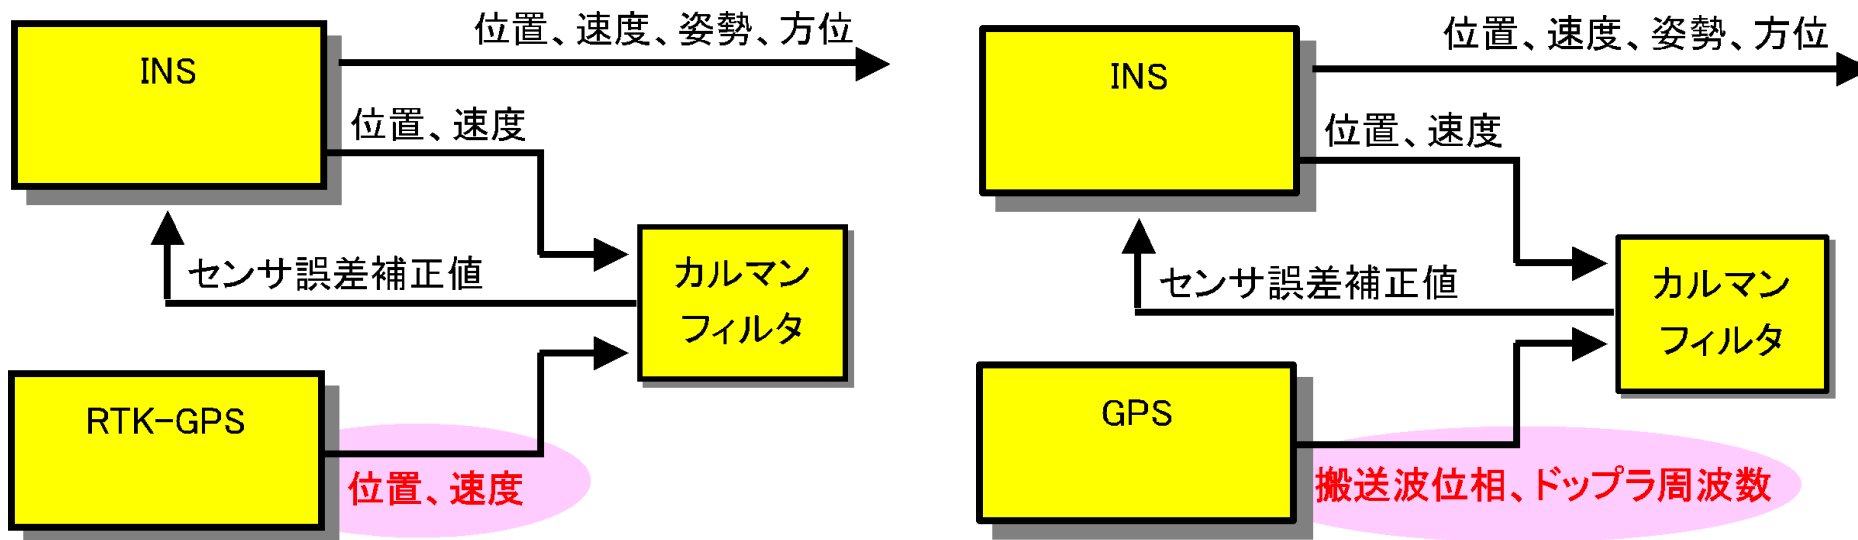 位置、速度、姿勢、方位
INS
位置、速度
センサ誤差補正値
カルマン
フィルタ
RTK-GPS
位置、速度
位置、速度、姿勢、方位
INS
位置、速度
センサ誤差補正値
カルマン
フィルタ
GPS
搬送波位相、ドップラ周波数